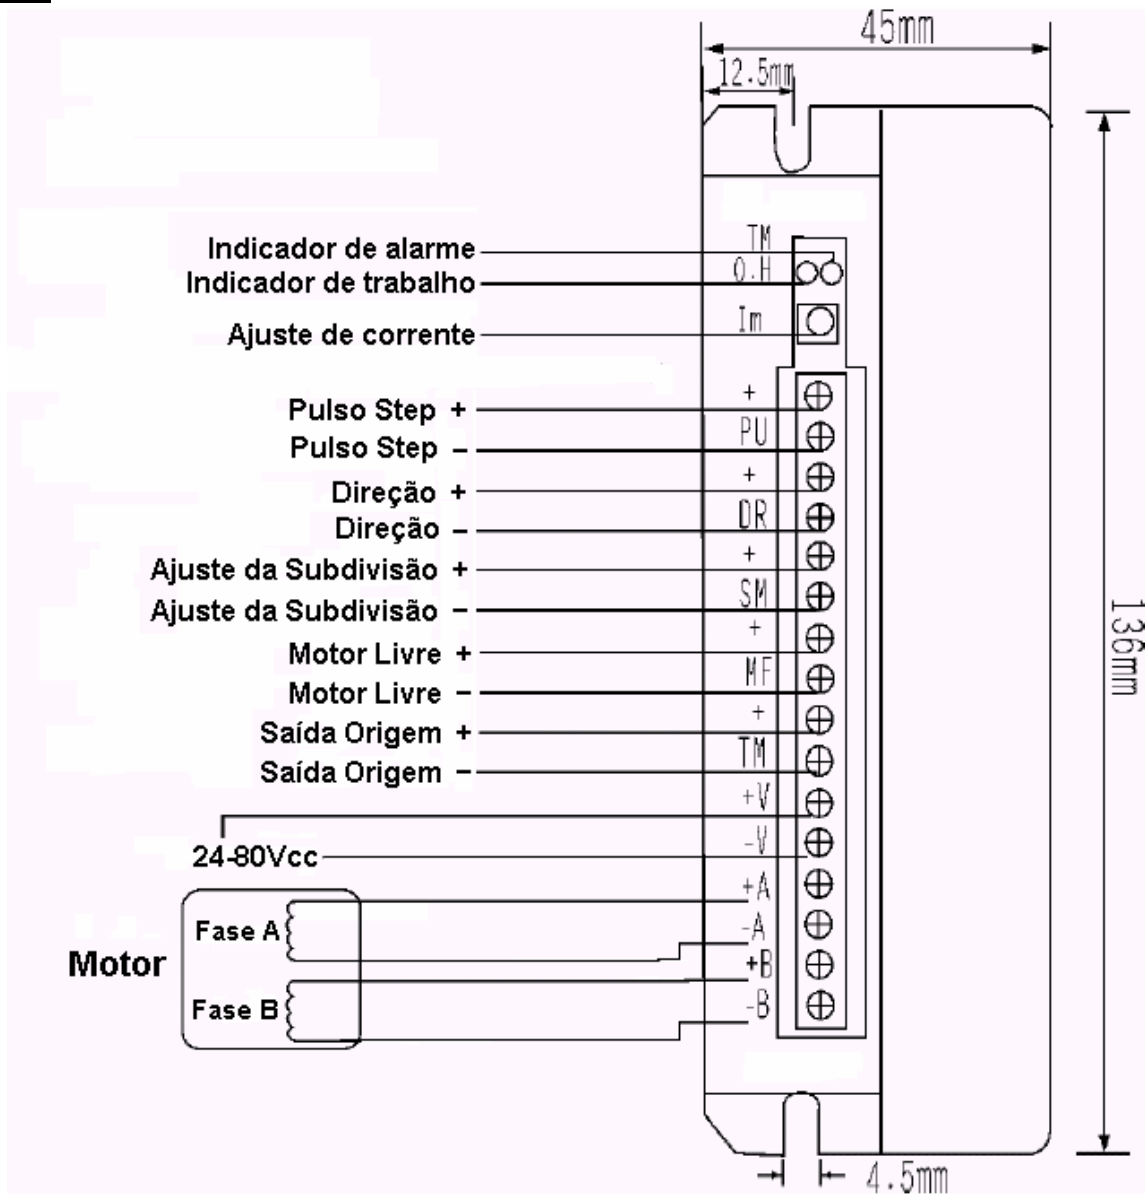 45mm
12.5mm
Indicador de alarme
TM
Indicador de trabalho
O.H
Ajuste de corrente
Im
Pulso Step +
+
Pulso Step –
PU
Direção +
+
Direção –
DR
Ajuste da Subdivisão +
+
Ajuste da Subdivisão –
SM
Motor Livre +
+
Motor Livre –
MF
Saída Origem +
+
Saída Origem –
TM
+V
24-80Vcc
-V
+A
Fase A
-A
Motor
+B
Fase B
-B
136mm
4.5mm